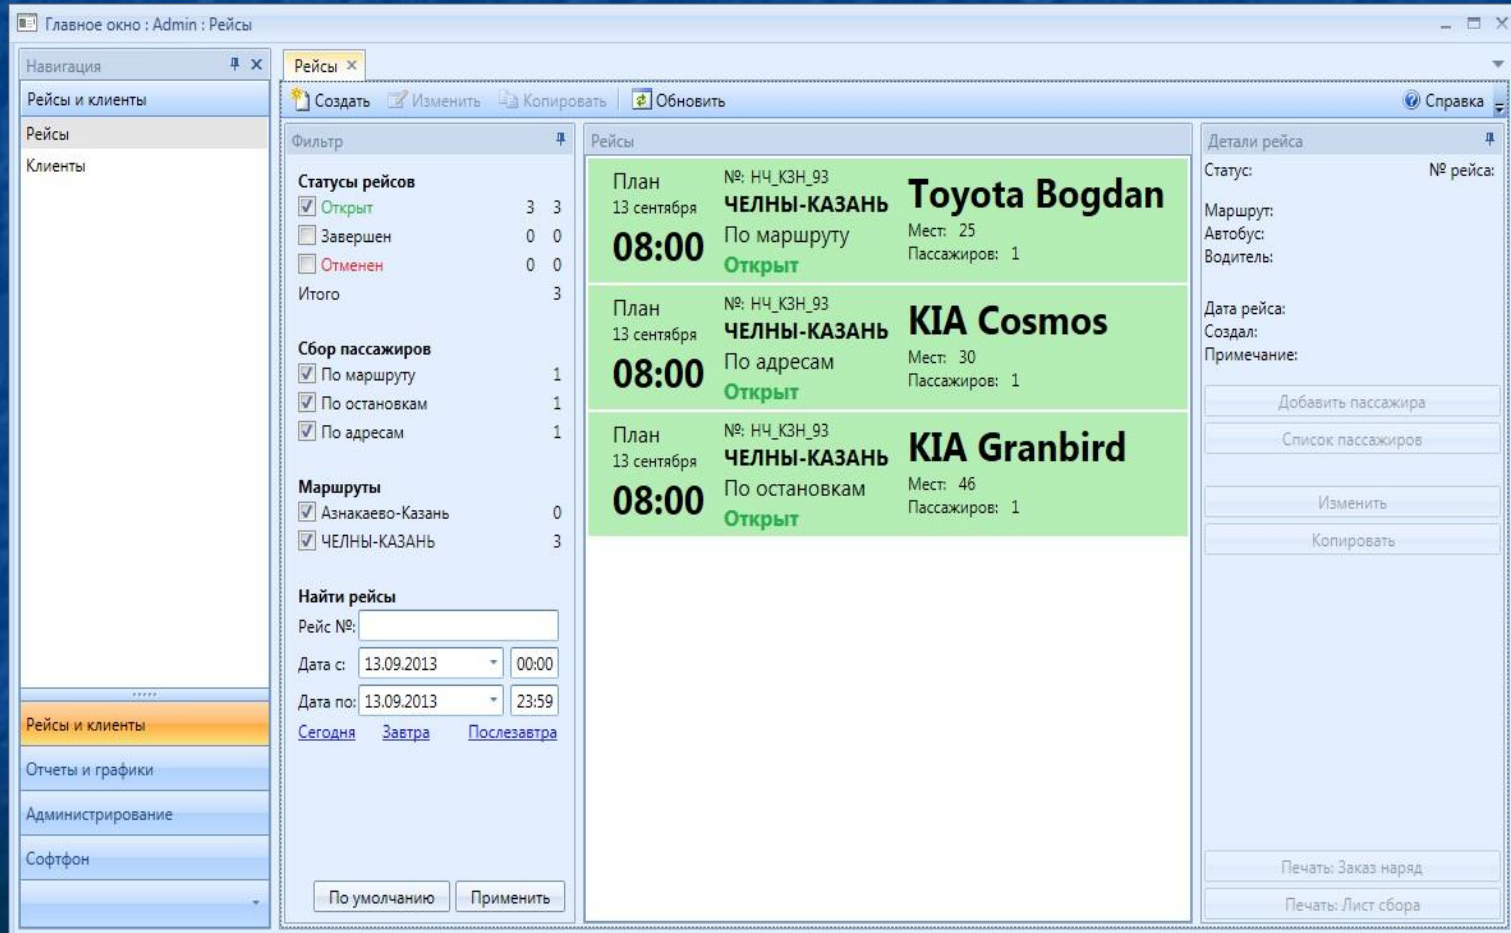 Главное окно : Admin : Рейсы
Навигация
Рейсы и клиенты
Рейсы
Клиенты
Рейсы и клиенты
Отчеты и графики
Администрирование
Софтфон
Рейсы
Создать Изменить Копировать Обновить Справка
Фильтр
Статусы рейсов
Открыт 3 3
Завершен 0 0
Отменен 0 0
Итого 3
Сбор пассажиров
По маршруту 1
По остановкам 1
По адресам 1
Маршруты
Азнакаево-Казань 0
ЧЕЛНЫ-КАЗАНЬ 3
Найти рейсы
Рейс №:
Дата с: 13.09.2013 00:00
Дата по: 13.09.2013 23:59
Сегодня Завтра Послезавтра
По умолчанию Применить
Рейсы
План
13 сентября
08:00
№: НЧ_КЗН_93
ЧЕЛНЫ-КАЗАНЬ
По маршруту
Открыт
Toyota Bogdan
Мест: 25
Пассажиров: 1
План
13 сентября
08:00
№: НЧ_КЗН_93
ЧЕЛНЫ-КАЗАНЬ
По адресам
Открыт
KIA Cosmos
Мест: 30
Пассажиров: 1
План
13 сентября
08:00
№: НЧ_КЗН_93
ЧЕЛНЫ-КАЗАНЬ
По остановкам
Открыт
KIA Granbird
Мест: 46
Пассажиров: 1
Детали рейса
Статус: № рейса:
Маршрут:
Автобус:
Водитель:
Дата рейса:
Создал:
Примечание:
Добавить пассажира
Список пассажиров
Изменить
Копировать
Печать: Заказ наряд
Печать: Лист сбора